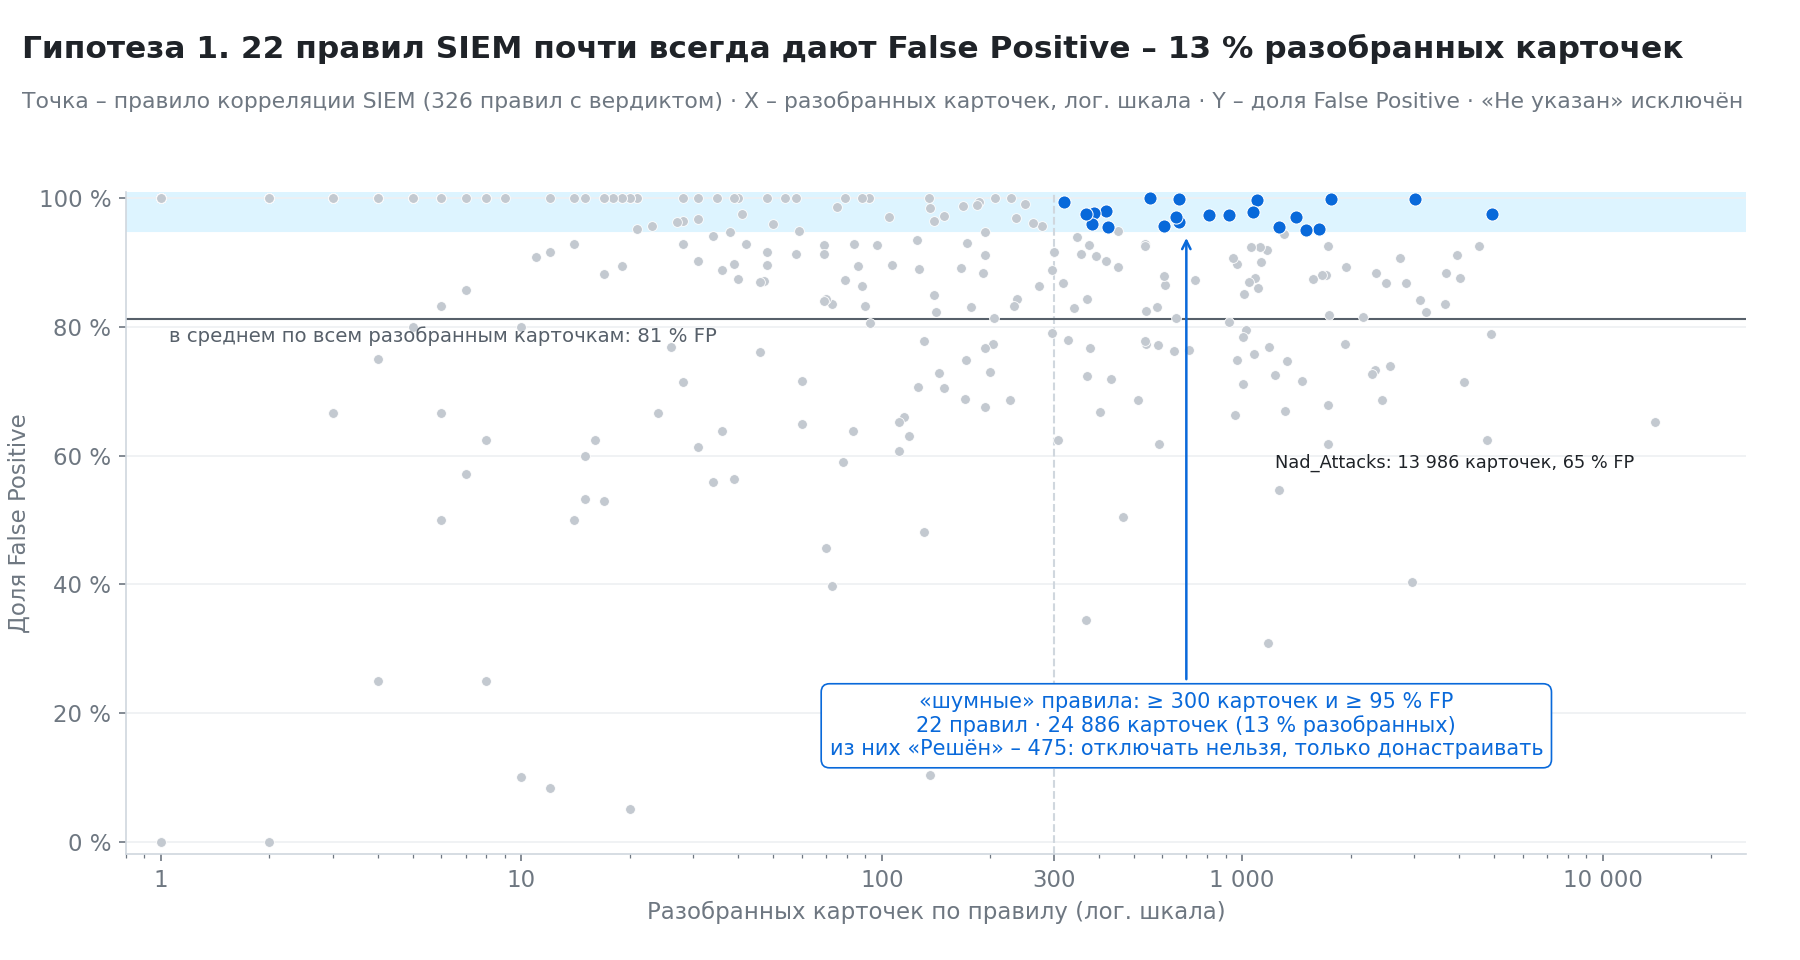 Гипотеза 1. 22 правил SIEM почти всегда дают False Positive – 13 % разобранных карточек
Точка – правило корреляции SIEM (326 правил с вердиктом) · X – разобранных карточек, лог. шкала · Y – доля False Positive · «Не указан» исключён
100 %
80 %
60 %
40 %
20 %
0 %
Доля False Positive
в среднем по всем разобранным карточкам: 81 % FP
Nad_Attacks: 13 986 карточек, 65 % FP
«шумные» правила: ≥ 300 карточек и ≥ 95 % FP
22 правил · 24 886 карточек (13 % разобранных)
из них «Решён» – 475: отключать нельзя, только донастраивать
1
10
100
300
1 000
10 000
Разобранных карточек по правилу (лог. шкала)